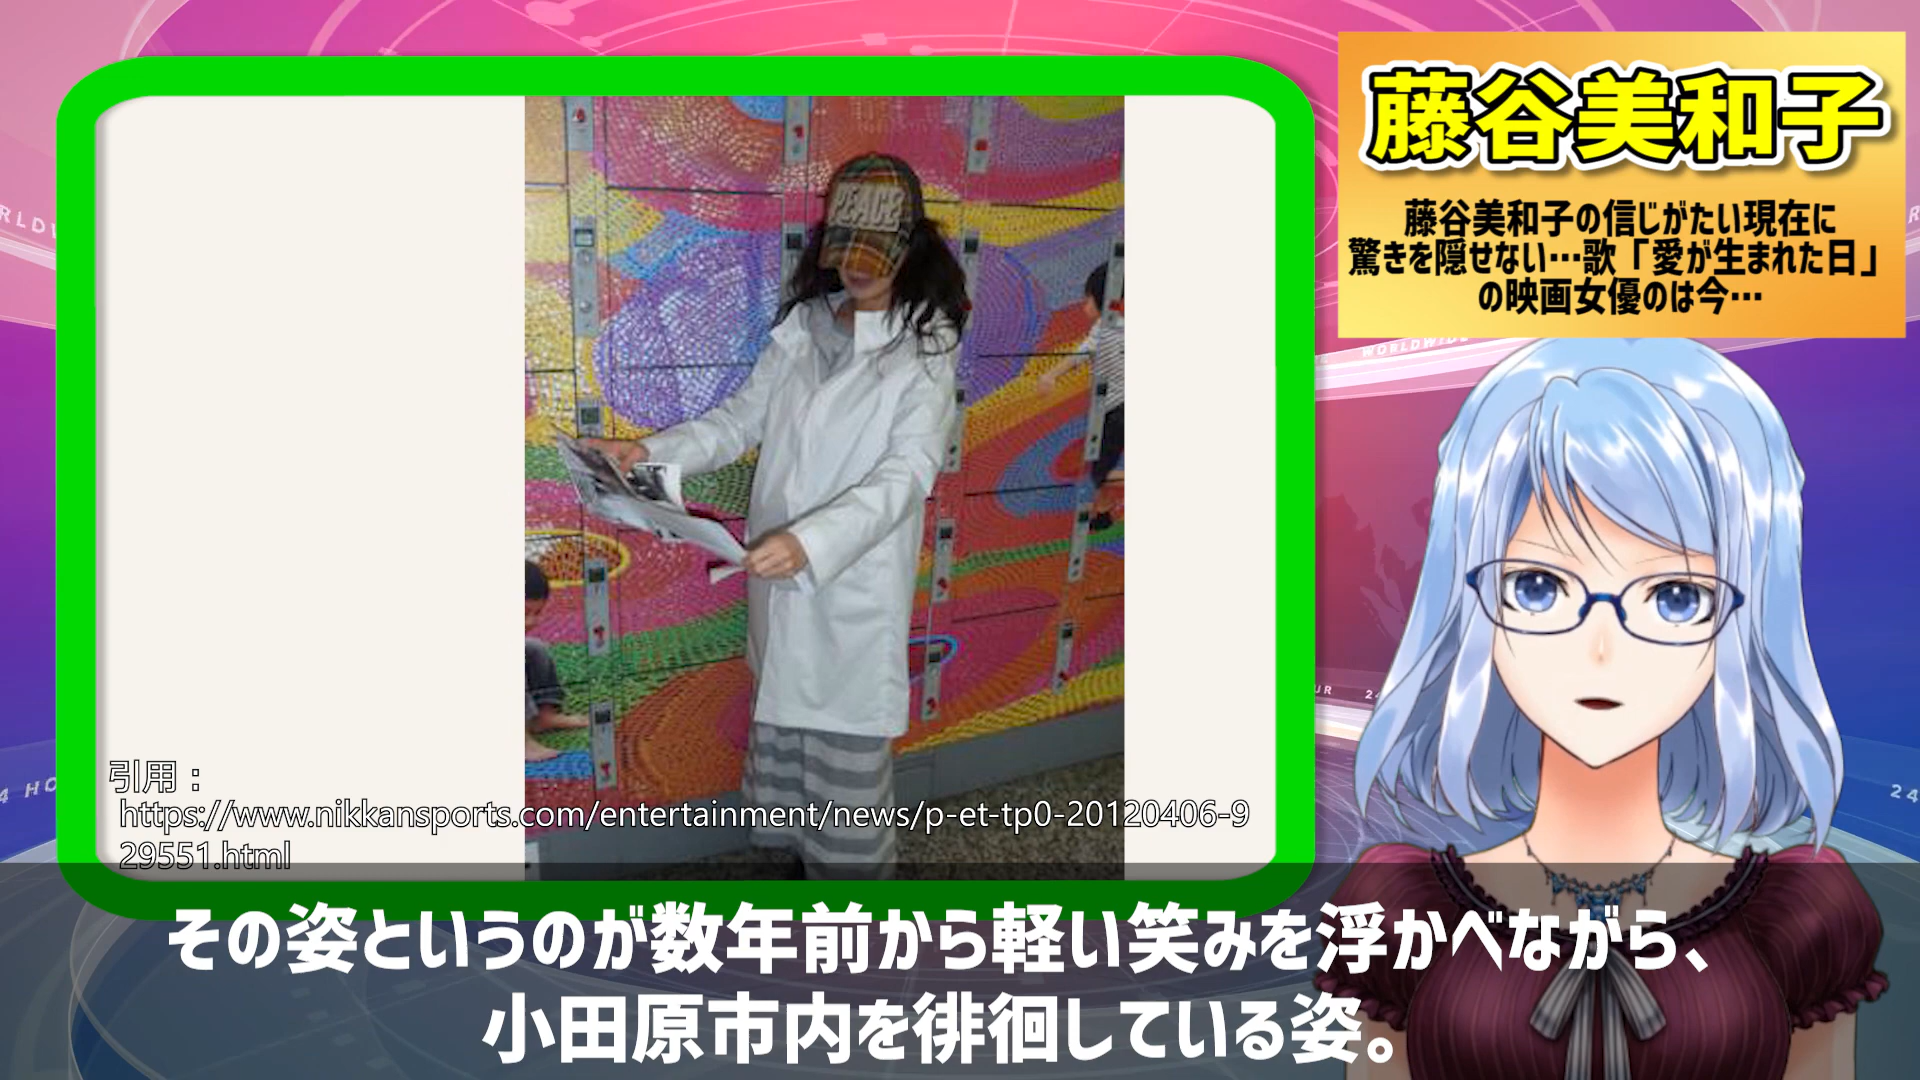 藤谷美和子
藤谷美和子の信じがたい現在に
驚きを隠せない…歌「愛が生まれた日」
の映画女優のは今…
PEACE
引用：
https://www.nikkansports.com/entertainment/news/p-et-tp0-20120406-9
29551.html
その姿というのが数年前から軽い笑みを浮かべながら、
小田原市内を徘徊している姿。